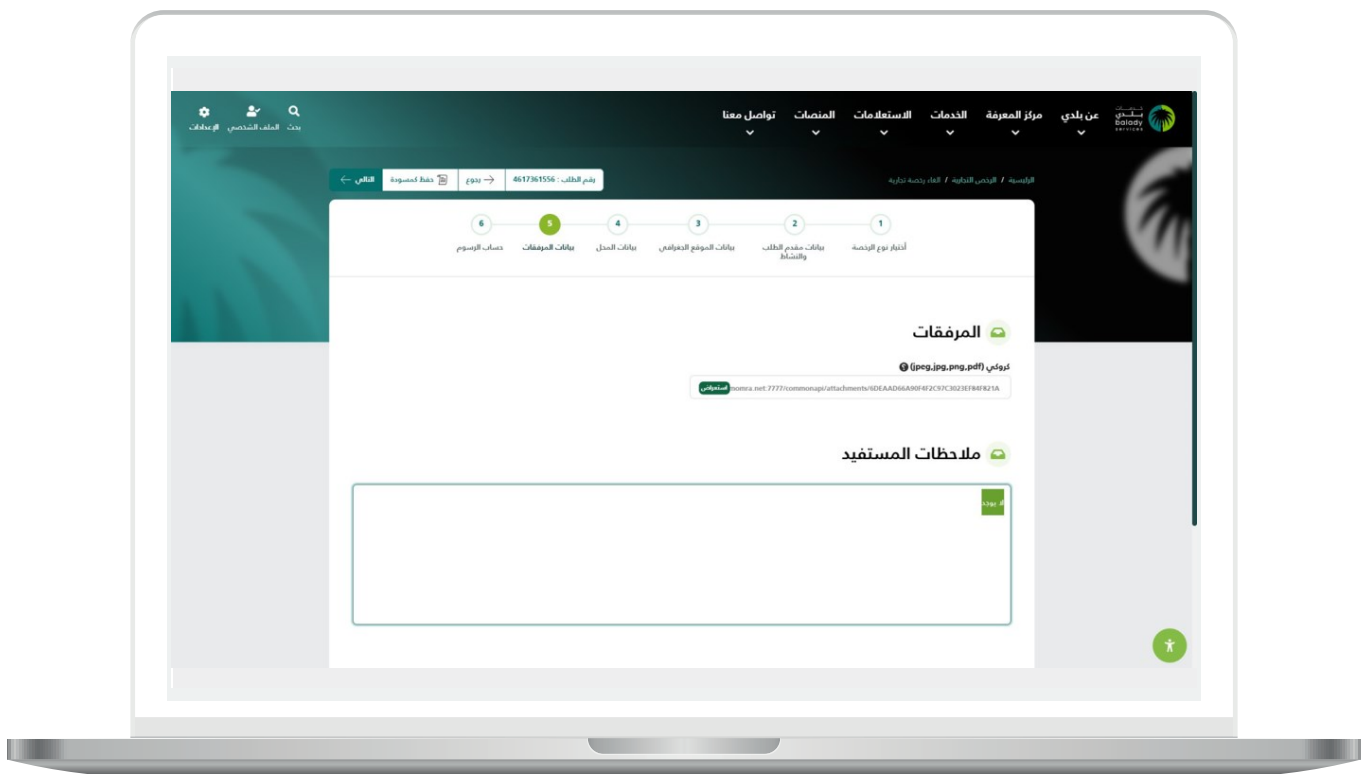 خدمات
بلدي
balady
services
عن بلدي
مركز المعرفة
الخدمات
الاستعلامات
المنصات
تواصل معنا
بحث
الملف الشخصي
الإعدادات
الرئيسية / الرخص التجارية / الغاء رخصة تجارية
رقم الطلب : 4617361556
رجوع
حفظ كمسودة
التالي
1
أختيار نوع الرخصة
2
بيانات مقدم الطلب
والنشاط
3
بيانات الموقع الجغرافي
4
بيانات المحل
5
بيانات المرفقات
6
حساب الرسوم
المرفقات
كروكي (jpeg,jpg,png,pdf)
momra.net:7777/commonapi/attachments/6DEAAD66A90F4F2C97C3023EF84F821A
استعراض
ملاحظات المستفيد
لا يوجد